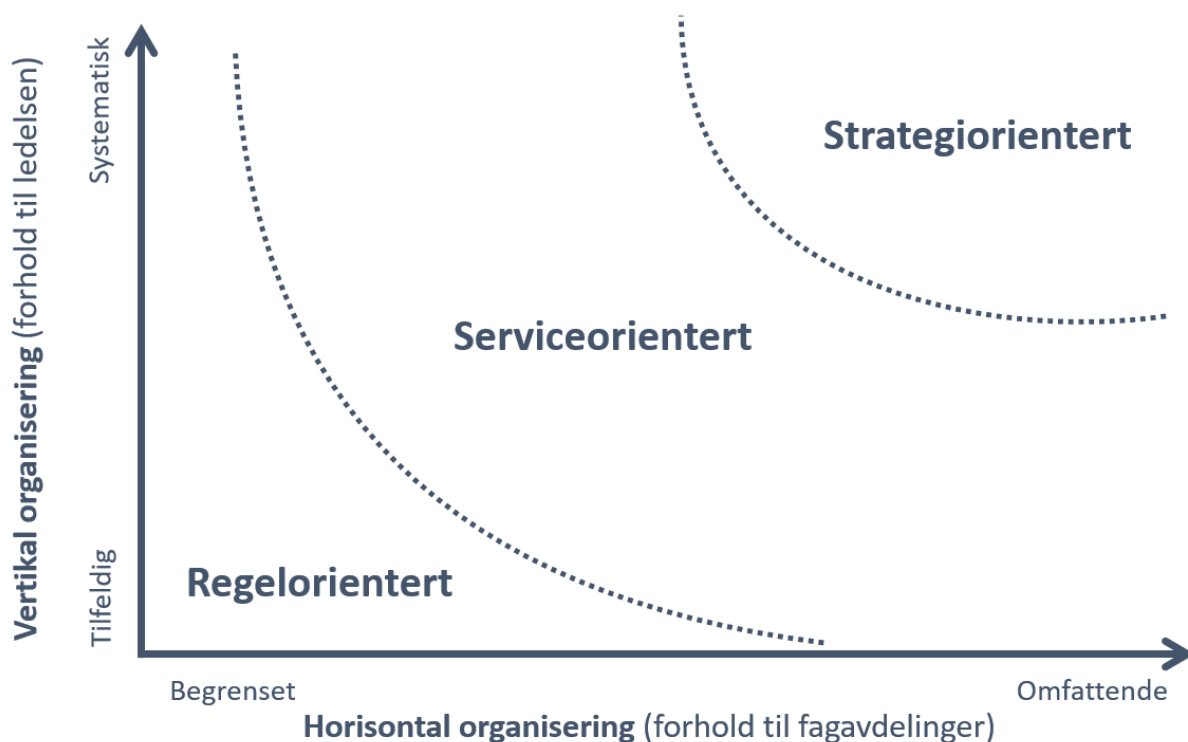 Vertikal organisering (forhold til ledelsen)
Systematisk
Tilfeldig
Strategiorientert
Serviceorientert
Regelorientert
Begrenset
Omfattende
Horisontal organisering (forhold til fagavdelinger)